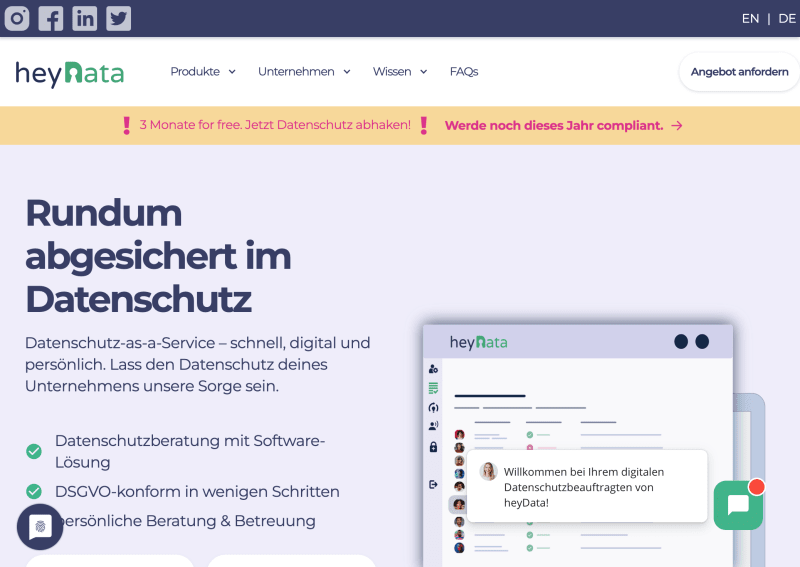 EN | DE
heyData
Produkte Unternehmen Wissen FAQs
Angebot anfordern
3 Monate for free. Jetzt Datenschutz abhaken! Werde noch dieses Jahr compliant. →
Rundum
abgesichert im
Datenschutz
Datenschutz-as-a-Service – schnell, digital und
persönlich. Lass den Datenschutz deines
Unternehmens unsere Sorge sein.
Datenschutzberatung mit Software-
Lösung
DSGVO-konform in wenigen Schritten
persönliche Beratung & Betreuung
heyData
Willkommen bei Ihrem digitalen
Datenschutzbeauftragten von
heyData!